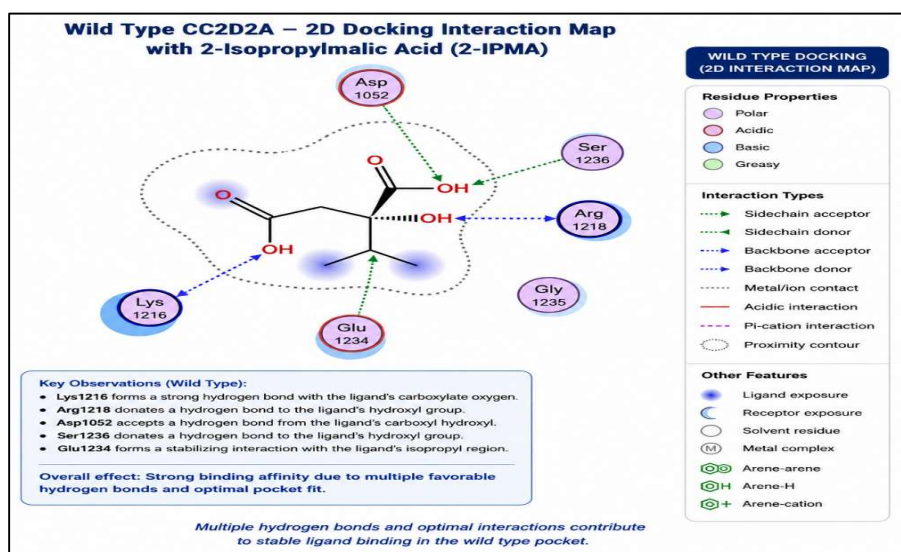 Wild Type CC2D2A – 2D Docking Interaction Map
with 2-Isopropylmalic Acid (2-IPMA)
Asp
1052
Ser
1236
O
OH
O
OH
Arg
1218
OH
Gly
1235
Lys
1216
Glu
1234
Key Observations (Wild Type):
• Lys1216 forms a strong hydrogen bond with the ligand's carboxylate oxygen.
• Arg1218 donates a hydrogen bond to the ligand's hydroxyl group.
• Asp1052 accepts a hydrogen bond from the ligand's carboxyl hydroxyl.
• Ser1236 donates a hydrogen bond to the ligand's hydroxyl group.
• Glu1234 forms a stabilizing interaction with the ligand's isopropyl region.
Overall effect: Strong binding affinity due to multiple favorable
hydrogen bonds and optimal pocket fit.
Multiple hydrogen bonds and optimal interactions contribute
to stable ligand binding in the wild type pocket.
WILD TYPE DOCKING
(2D INTERACTION MAP)
Residue Properties
Polar
Acidic
Basic
Greasy
Interaction Types
Sidechain acceptor
Sidechain donor
Backbone acceptor
Backbone donor
Metal/ion contact
Acidic interaction
Pi-cation interaction
Proximity contour
Other Features
Ligand exposure
Receptor exposure
Solvent residue
M Metal complex
Arene-arene
H Arene-H
+ Arene-cation